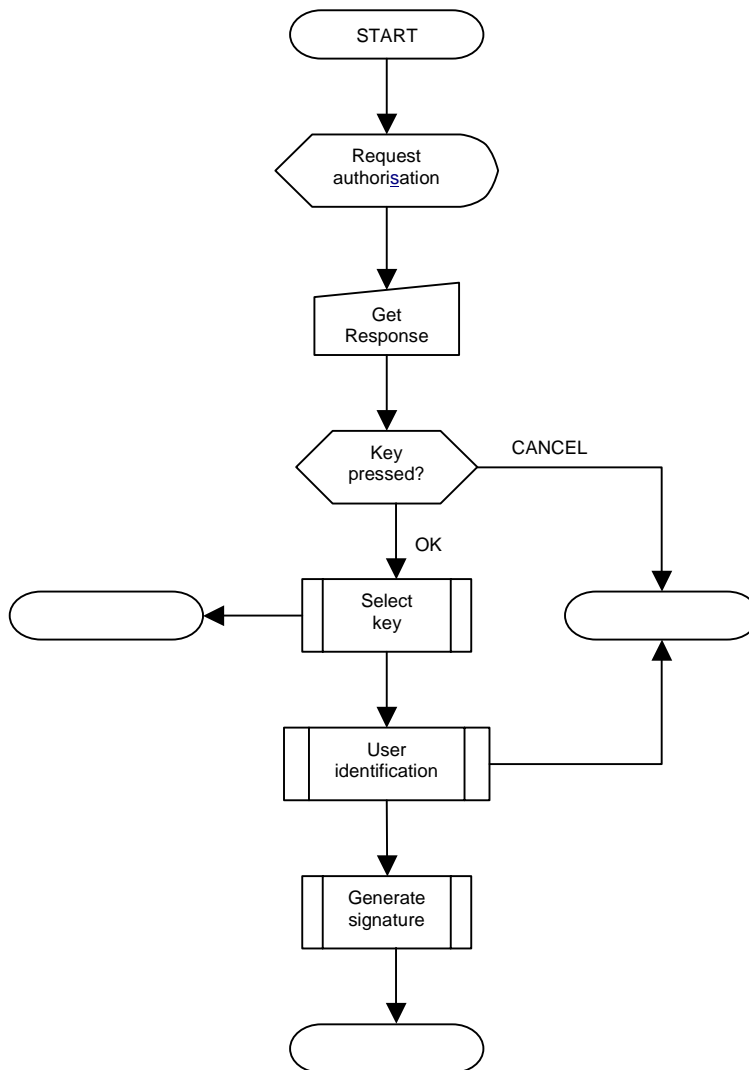 START
Request
authorisation
Get
Response
Key
pressed?
CANCEL
OK
Select
key
User
identification
Generate
signature